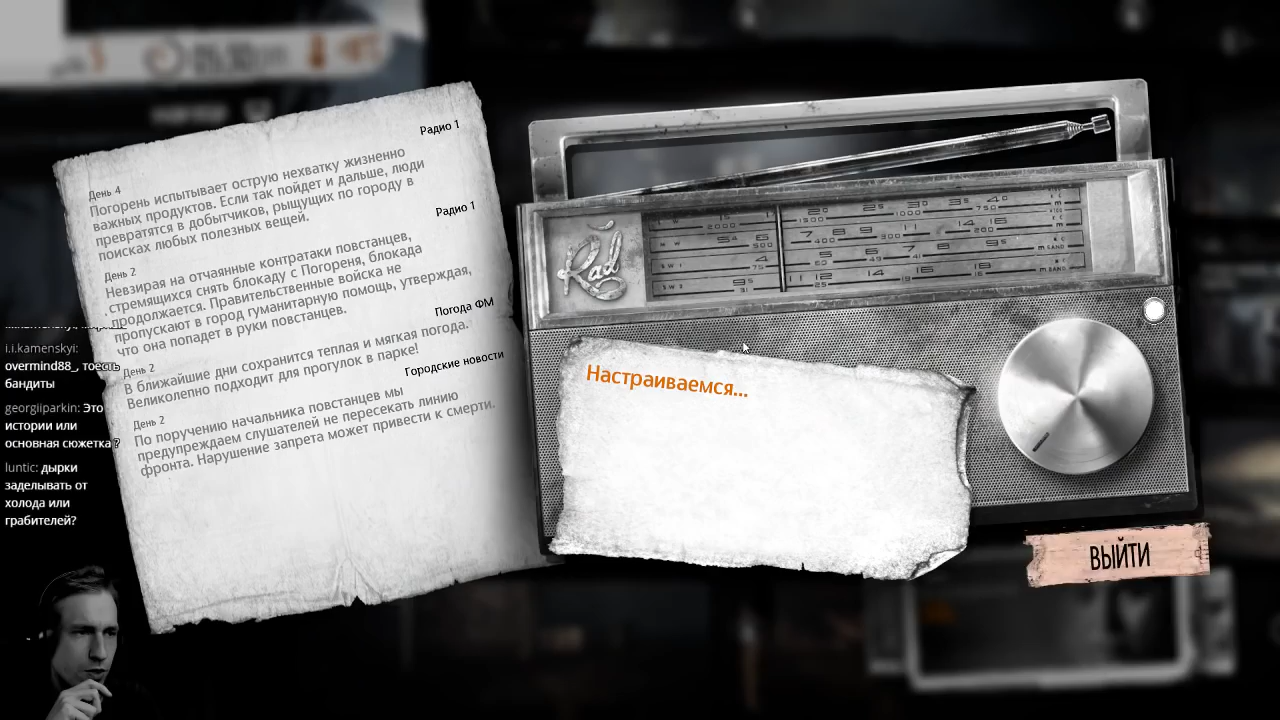 Радио 1
День 4
Погорень испытывает острую нехватку жизненно
важных продуктов. Если так пойдет и дальше, люди
превратятся в добытчиков, рыщущих по городу в
поисках любых полезных вещей.
Радио 1
День 2
Невзирая на отчаянные контратаки повстанцев,
стремящихся снять блокаду с Погореня, блокада
продолжается. Правительственные войска не
пропускают в город гуманитарную помощь, утверждая,
что она попадет в руки повстанцев.
Погода ФМ
День 2
В ближайшие дни сохранится теплая и мягкая погода.
Великолепно подходит для прогулок в парке!
Городские новости
День 2
По поручению начальника повстанцев мы
предупреждаем слушателей не пересекать линию
фронта. Нарушение запрета может привести к смерти.
i.i.kamenskyi:
overmind88_, тоесть
бандиты
georgiiparkin: Это
истории или
основная сюжетка?
luntic: дырки
заделывать от
холода или
грабителей?
Rad
Настраиваемся...
ВЫЙТИ